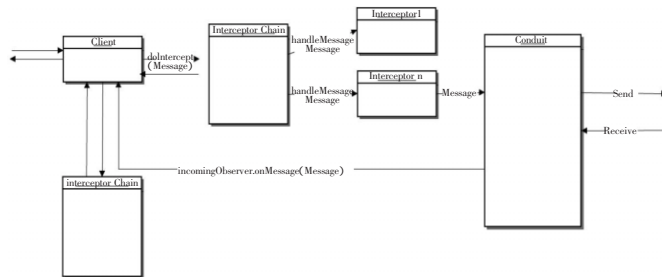 Client
doIntercept
(Message)
Interceptor Chain
handleMessage
Message
Interceptor1
handleMessage
Message
Interceptor n
Message
Conduit
Send
Receive
incomingObserver.onMessage(Message)
interceptor Chain